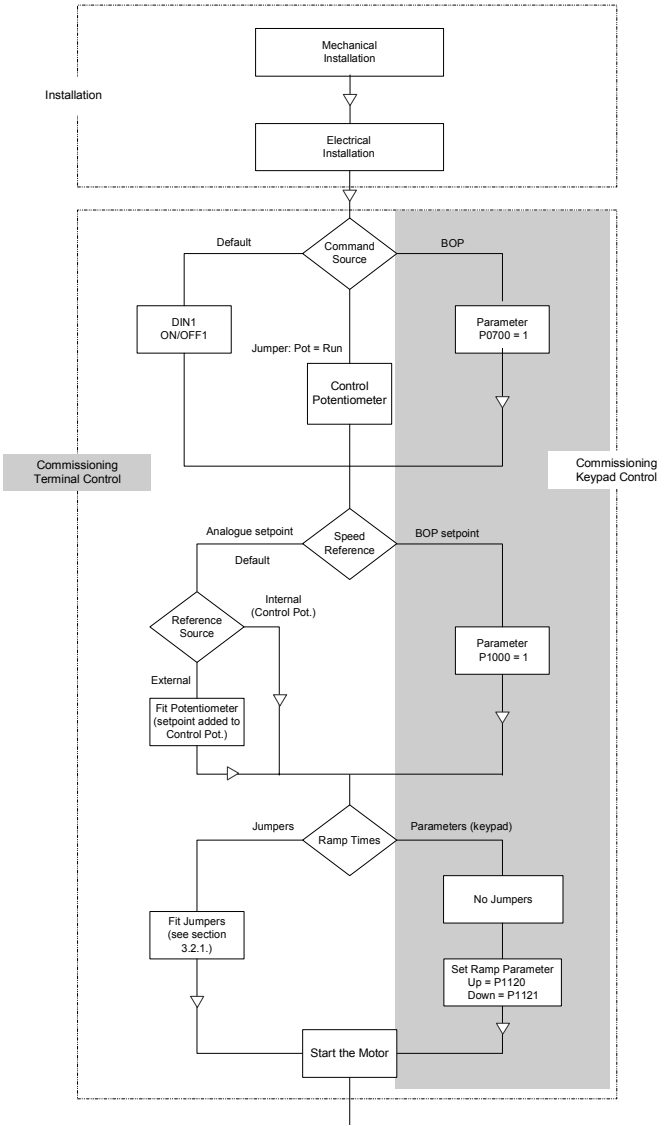 Mechanical
Installation
Installation
Electrical
Installation
Default
Command
Source
BOP
DIN1
ON/OFF1
Parameter
P0700 = 1
Jumper: Pot = Run
Control
Potentiometer
Commissioning
Terminal Control
Commissioning
Keypad Control
Analogue setpoint
Default
Speed
Reference
BOP setpoint
Internal
(Control Pot.)
Reference
Source
Parameter
P1000 = 1
External
Fit Potentiometer
(setpoint added to
Control Pot.)
Jumpers
Ramp Times
Parameters (keypad)
No Jumpers
Fit Jumpers
(see section
3.2.1.)
Set Ramp Parameter
Up = P1120
Down = P1121
Start the Motor